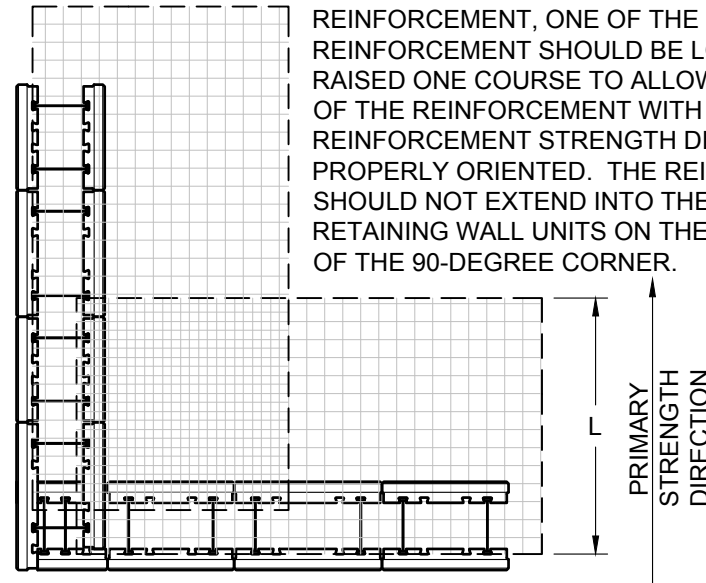 REINFORCEMENT, ONE OF THE
REINFORCEMENT SHOULD BE
RAISED ONE COURSE TO ALLOW
OF THE REINFORCEMENT WITH
REINFORCEMENT STRENGTH
PROPERLY ORIENTED. THE
SHOULD NOT EXTEND INTO THE
RETAINING WALL UNITS ON THE
OF THE 90-DEGREE CORNER.
L
PRIMARY
STRENGTH
DIRECTION